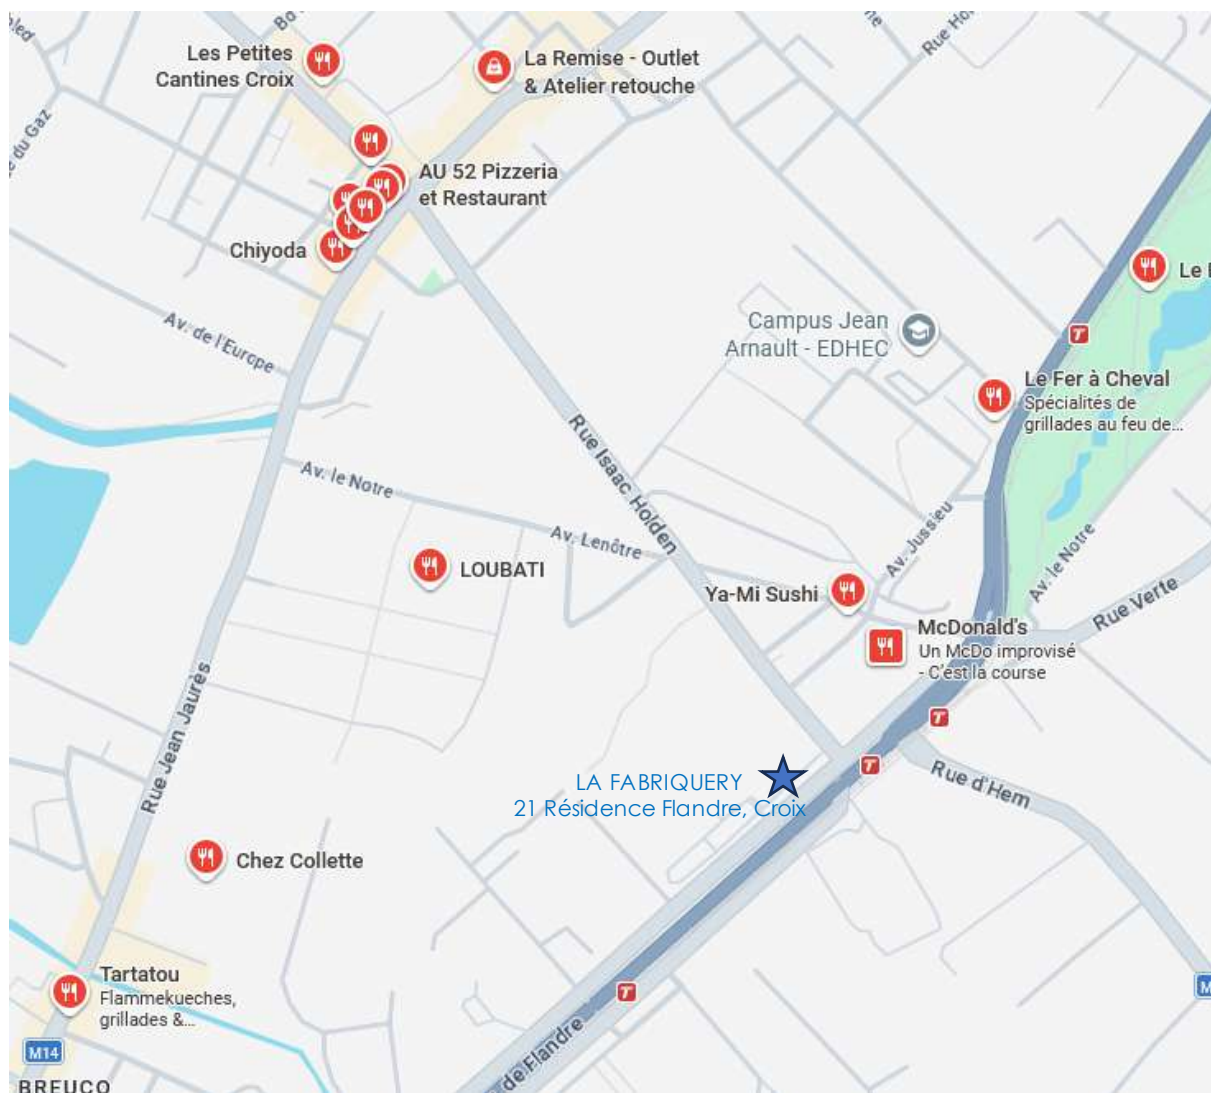 Les Petites
Cantines Croix
La Remise - Outlet
& Atelier retouche
du Gaz
AU 52 Pizzeria
et Restaurant
Chiyoda
Av. de l'Europe
Campus Jean
Arnault - EDHEC
T
Le Fer à Cheval
Spécialités de
grillades au feu de...
Rue Isaac Holden
Av. le Notre
Av. Lenôtre
Av. Jussieu
Av. le Notre
LOUBATI
Ya-Mi Sushi
Rue Verte
McDonald's
Un McDo improvisé
- C'est la course
Rue Jean Jaurès
T
T
LA FABRIQUERY
21 Résidence Flandre, Croix
Rue d'Hem
Chez Collette
Tartatou
Flammekueches,
grillades &...
T
de Flandre
M14
BREUCQ